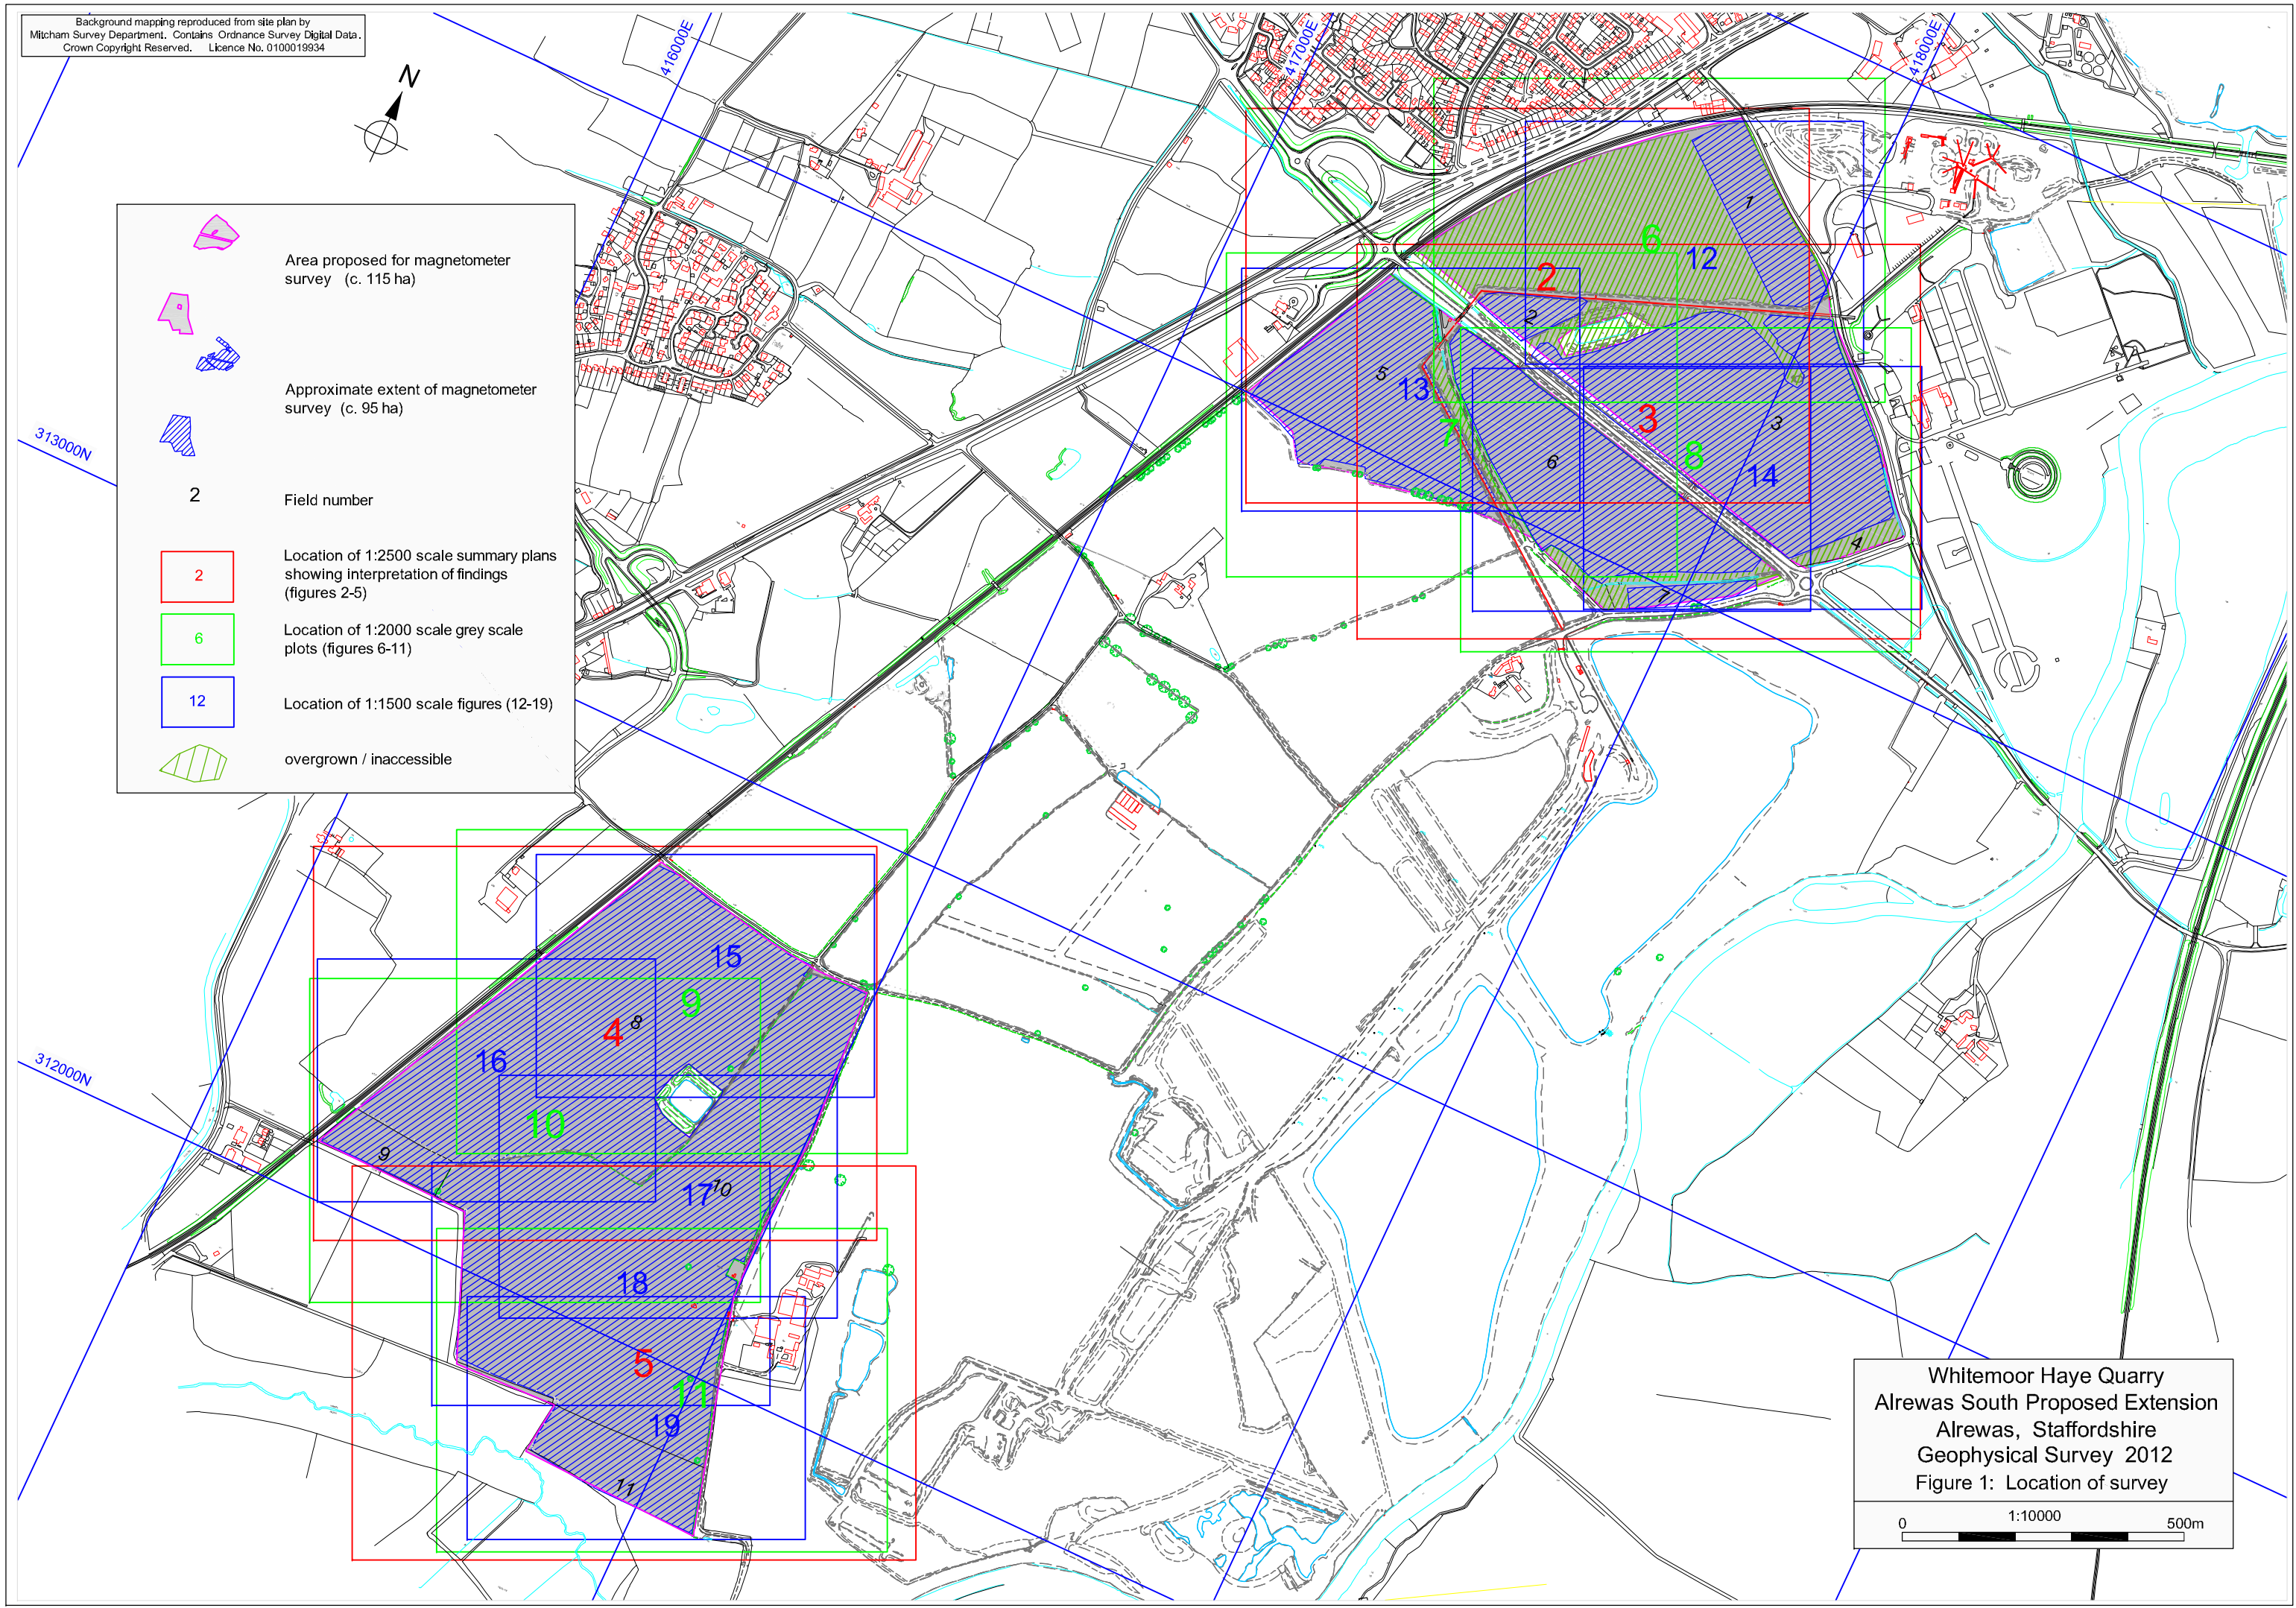 Background mapping reproduced from site plan by
Mitcham Survey Department. Contains Ordnance Survey Digital Data.
Crown Copyright Reserved. Licence No. 0100019934
N
416000E
417000E
418000E
313000N
312000N
Area proposed for magnetometer
survey (c. 115 ha)
Approximate extent of magnetometer
survey (c. 95 ha)
2
Field number
2
Location of 1:2500 scale summary plans
showing interpretation of findings
(figures 2-5)
6
Location of 1:2000 scale grey scale
plots (figures 6-11)
12
Location of 1:1500 scale figures (12-19)
overgrown / inaccessible
1
6
12
2
2
5
13
7
3
3
8
14
6
4
7
15
9
4
8
16
10
9
17
10
18
5
11
19
11
Whitemoor Haye Quarry
Alrewas South Proposed Extension
Alrewas, Staffordshire
Geophysical Survey 2012
Figure 1: Location of survey
1:10000
0
500m